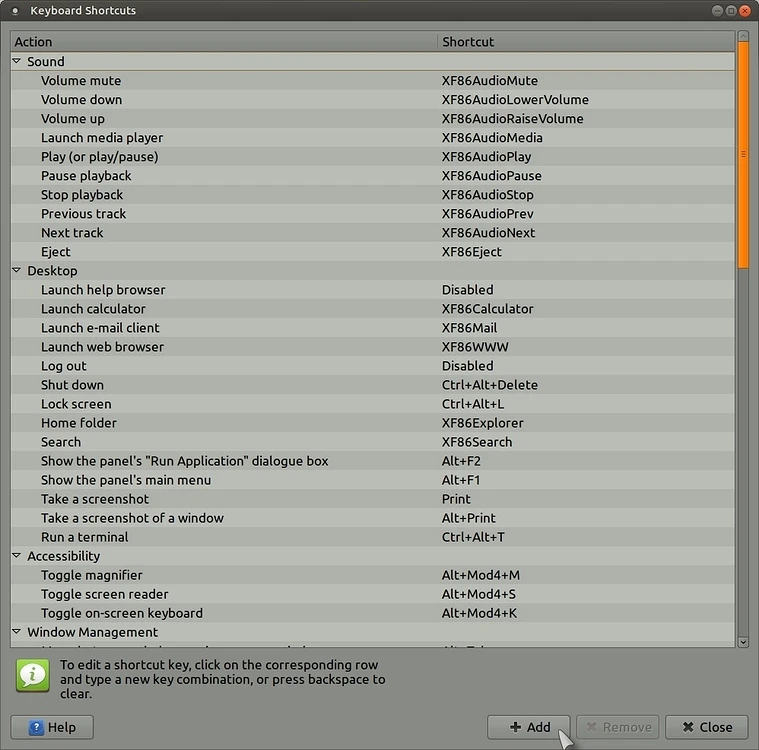 Keyboard Shortcuts
Action Shortcut
Sound
Volume mute XF86AudioMute
Volume down XF86AudioLowerVolume
Volume up XF86AudioRaiseVolume
Launch media player XF86AudioMedia
Play (or play/pause) XF86AudioPlay
Pause playback XF86AudioPause
Stop playback XF86AudioStop
Previous track XF86AudioPrev
Next track XF86AudioNext
Eject XF86Eject
Desktop
Launch help browser Disabled
Launch calculator XF86Calculator
Launch e-mail client XF86Mail
Launch web browser XF86WWW
Log out Disabled
Shut down Ctrl+Alt+Delete
Lock screen Ctrl+Alt+L
Home folder XF86Explorer
Search XF86Search
Show the panel's "Run Application" dialogue box Alt+F2
Show the panel's main menu Alt+F1
Take a screenshot Print
Take a screenshot of a window Alt+Print
Run a terminal Ctrl+Alt+T
Accessibility
Toggle magnifier Alt+Mod4+M
Toggle screen reader Alt+Mod4+S
Toggle on-screen keyboard Alt+Mod4+K
Window Management
To edit a shortcut key, click on the corresponding row
and type a new key combination, or press backspace to
clear.
Help Add Remove Close